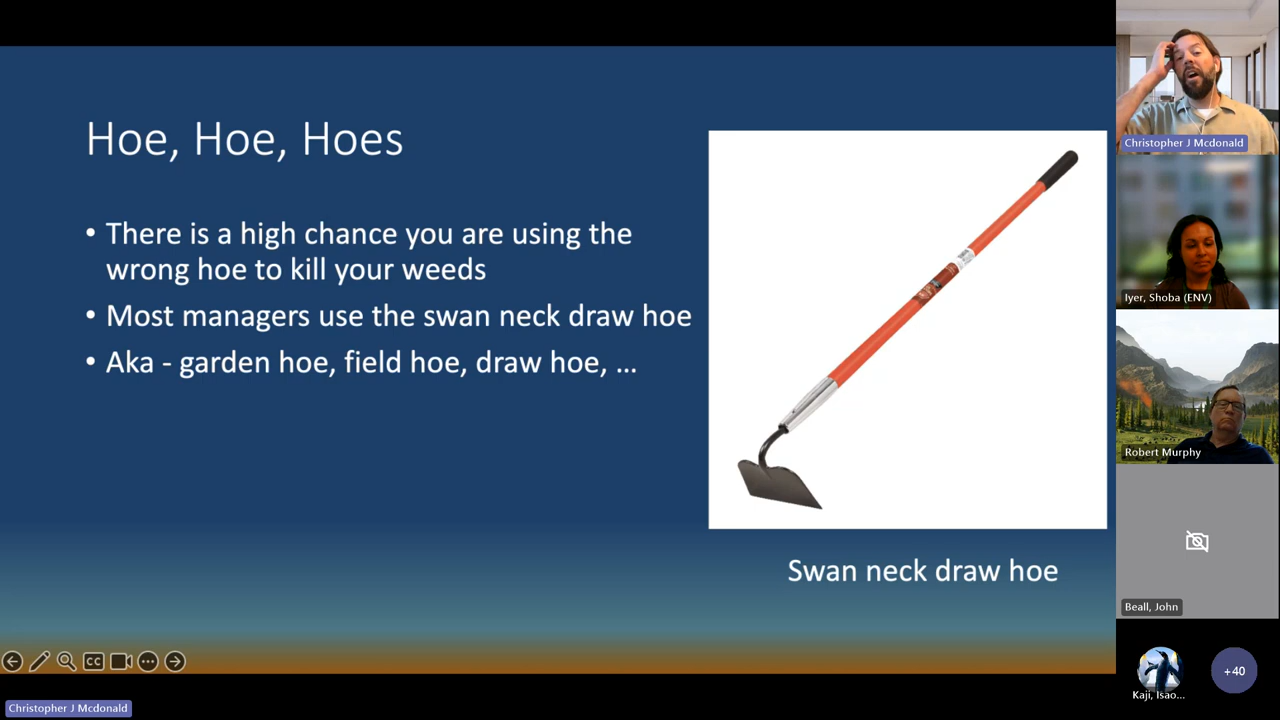 Hoe, Hoe, Hoes
• There is a high chance you are using the
wrong hoe to kill your weeds
• Most managers use the swan neck draw hoe
• Aka - garden hoe, field hoe, draw hoe, ...
Swan neck draw hoe
CC
Christopher J Mcdonald
Christopher J Mcdonald
Iyer, Shoba (ENV)
Robert Murphy
Beall, John
Kaji, Isao...
+40